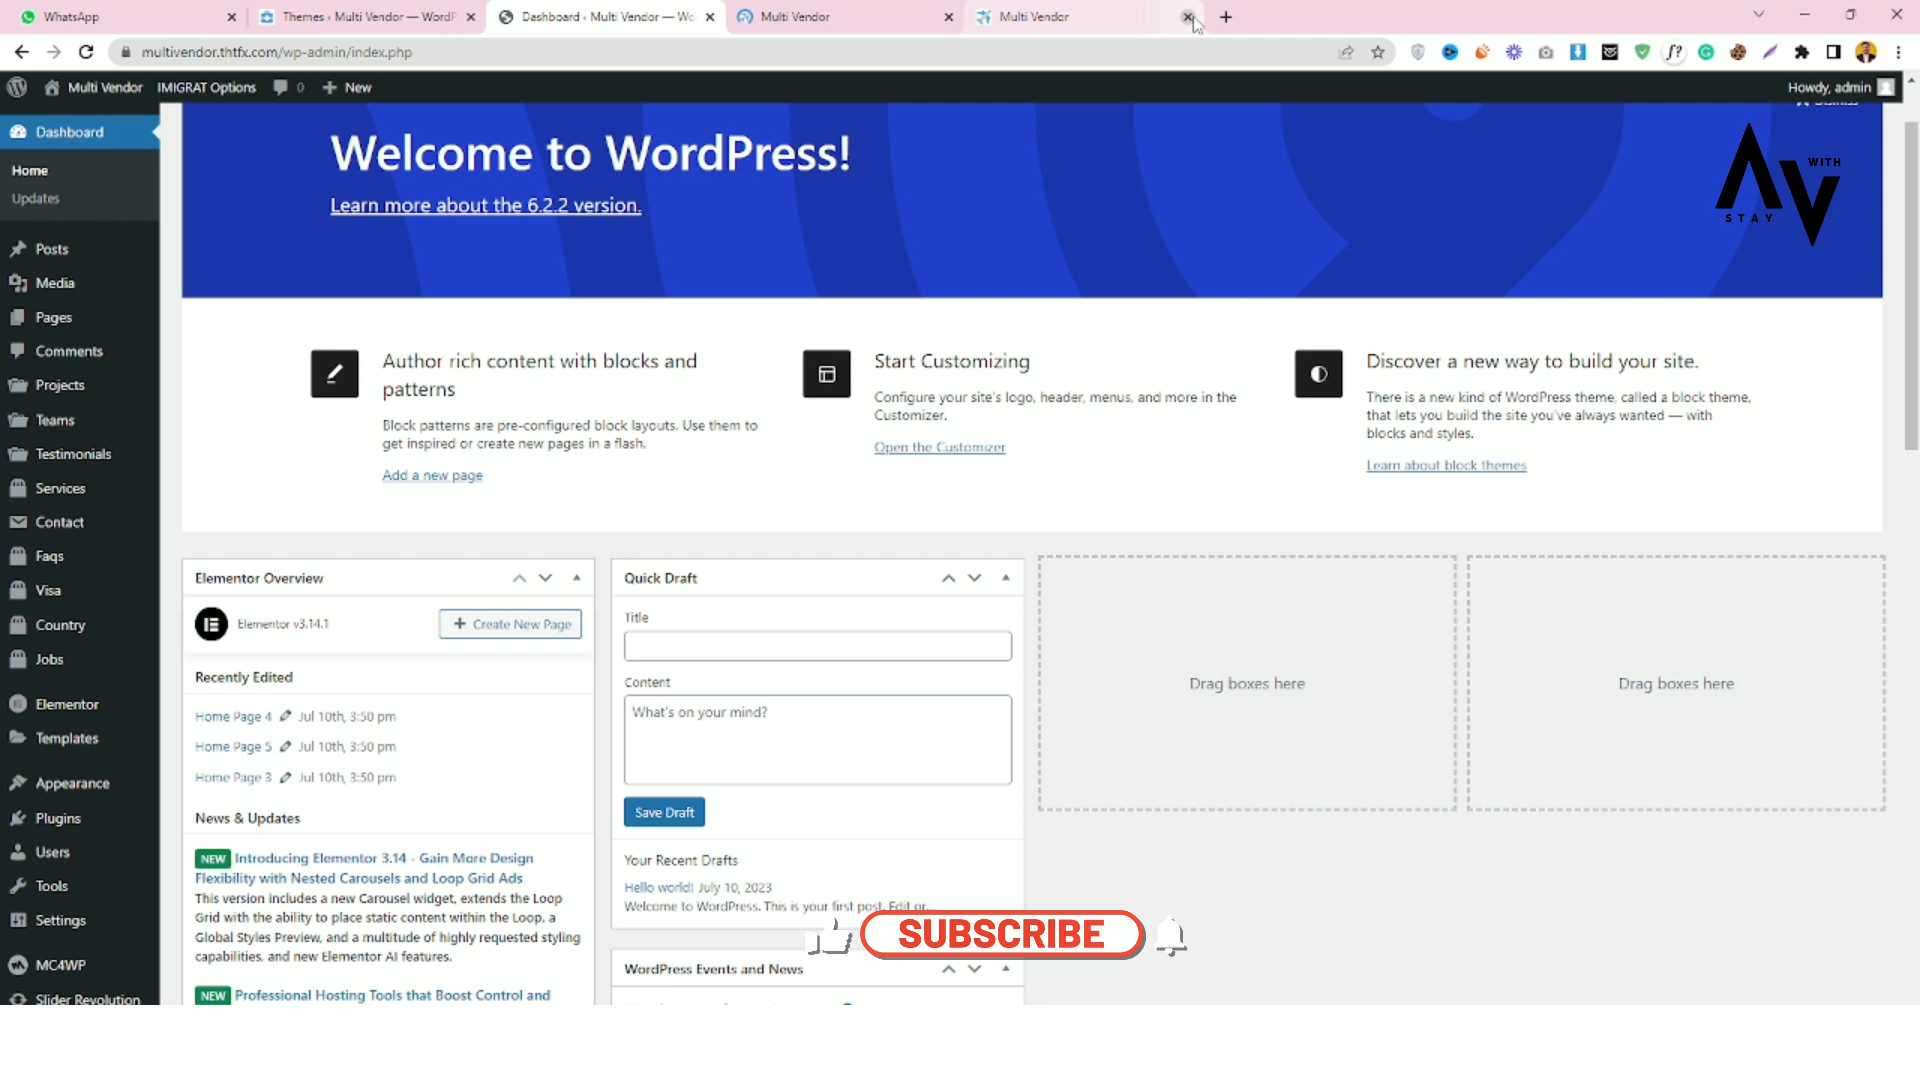 WhatsApp
Themes ‹ Multi Vendor — WordP
Dashboard ‹ Multi Vendor — Wo
Multi Vendor
Multi Vendor
multivendor.thtfx.com/wp-admin/index.php
Multi Vendor
IMIGRAT Options
0
New
Howdy, admin
Dashboard
Home
Updates
Posts
Media
Pages
Comments
Projects
Teams
Testimonials
Services
Contact
Faqs
Visa
Country
Jobs
Elementor
Templates
Appearance
Plugins
Users
Tools
Settings
MC4WP
Slider Revolution
Welcome to WordPress!
Learn more about the 6.2.2 version.
WITH
STAY
Author rich content with blocks and
patterns
Block patterns are pre-configured block layouts. Use them to
get inspired or create new pages in a flash.
Add a new page
Start Customizing
Configure your site's logo, header, menus, and more in the
Customizer.
Open the Customizer
Discover a new way to build your site.
There is a new kind of WordPress theme, called a block theme,
that lets you build the site you've always wanted — with
blocks and styles.
Learn about block themes
Elementor Overview
Elementor v3.14.1
Create New Page
Recently Edited
Home Page 4 Jul 10th, 3:50 pm
Home Page 5 Jul 10th, 3:50 pm
Home Page 3 Jul 10th, 3:50 pm
News & Updates
NEW Introducing Elementor 3.14 - Gain More Design
Flexibility with Nested Carousels and Loop Grid Ads
This version includes a new Carousel widget, extends the Loop
Grid with the ability to place static content within the Loop, a
Global Styles Preview, and a multitude of highly requested styling
capabilities, and new Elementor AI features.
NEW Professional Hosting Tools that Boost Control and
Quick Draft
Title
Content
What's on your mind?
Save Draft
Your Recent Drafts
Hello world! July 10, 2023
Welcome to WordPress. This is your first post. Edit or...
SUBSCRIBE
WordPress Events and News
Drag boxes here
Drag boxes here